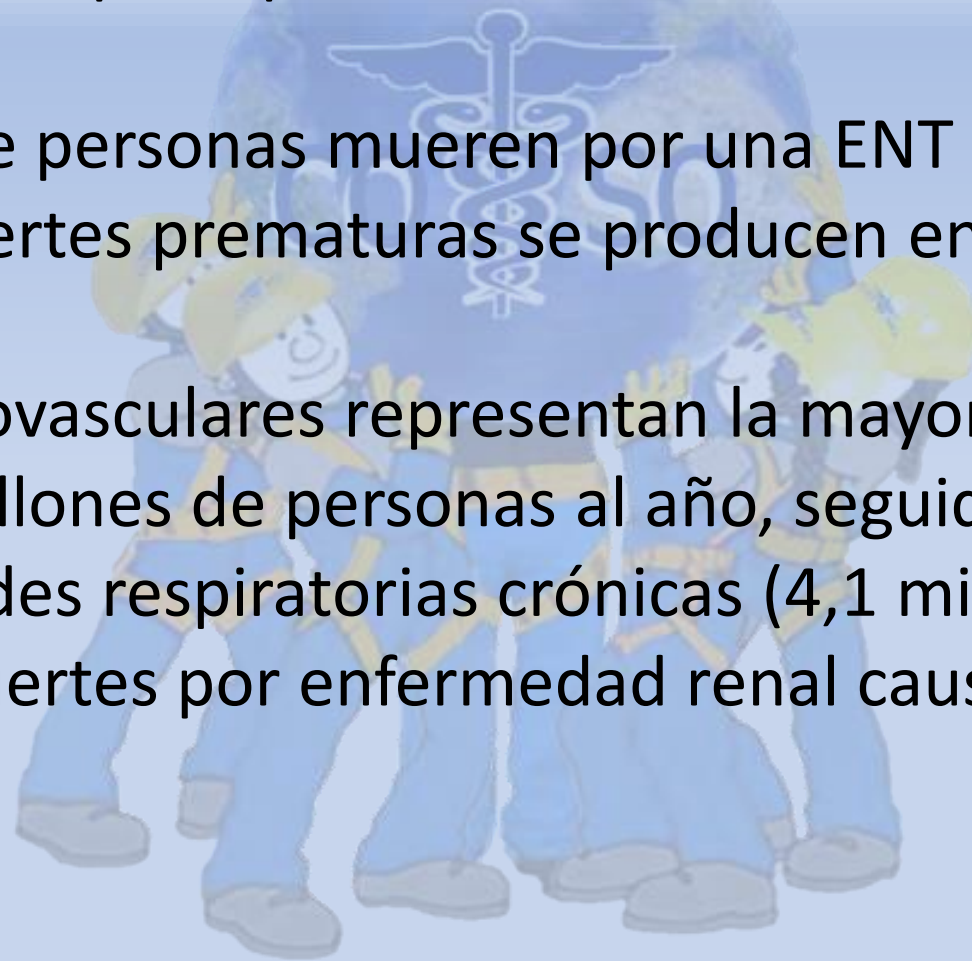 e personas mueren por una ENT
ertes prematuras se producen en
ovasculares representan la mayor
llones de personas al año, seguid
des respiratorias crónicas (4,1 mi
ertes por enfermedad renal caus